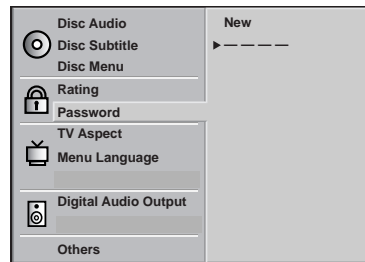 Disc Audio
Disc Subtitle
Disc Menu
Rating
Password
TV Aspect
Menu Language
Digital Audio Output
Others
New
– – – –